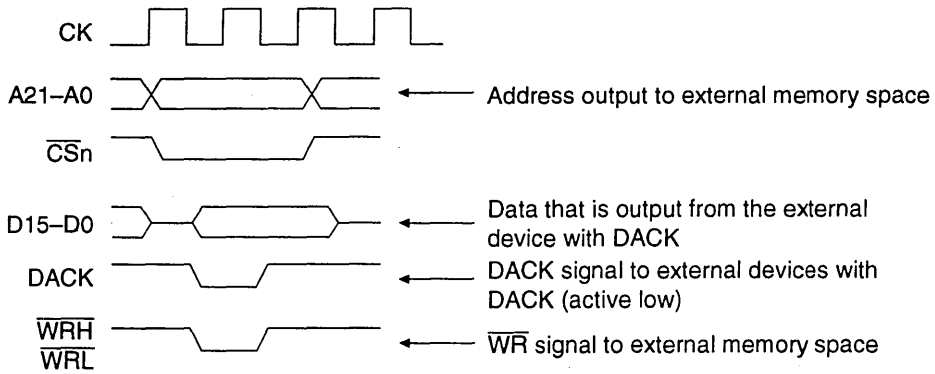 CK
A21–A0
Address output to external memory space
CSn
D15–D0
Data that is output from the external
device with DACK
DACK
DACK signal to external devices with
DACK (active low)
WRH
WRL
WR signal to external memory space